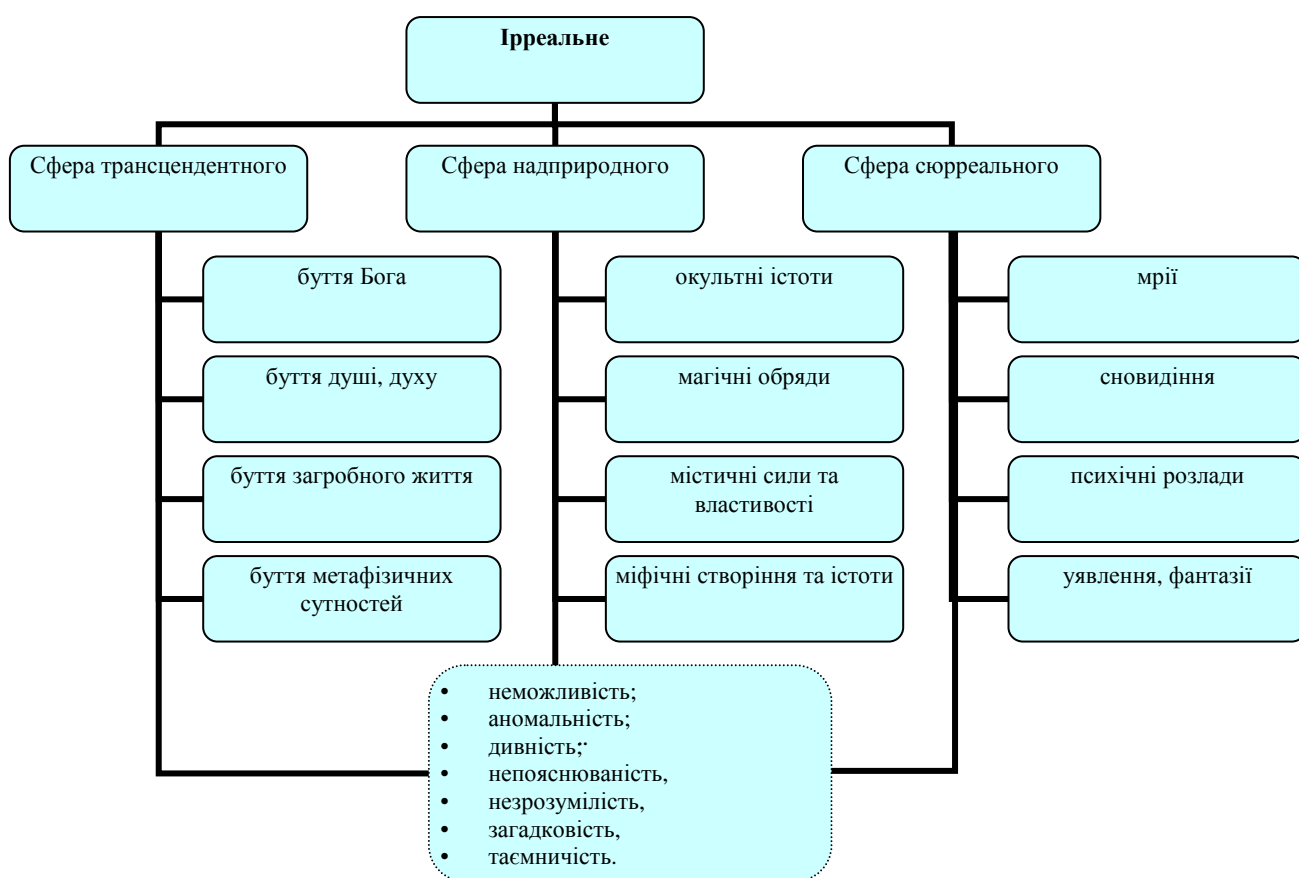 Ірреальне
Сфера трансцендентного
Сфера надприродного
Сфера сюрреального
буття Бога
окультні істоти
мрії
буття душі, духу
магічні обряди
сновидіння
буття загробного життя
містичні сили та
властивості
психічні розлади
буття метафізичних
сутностей
міфічні створіння та істоти
уявлення, фантазії
• неможливість;
• аномальність;
• дивність;·
• непояснюваність,
• незрозумілість,
• загадковість,
• таємничість.